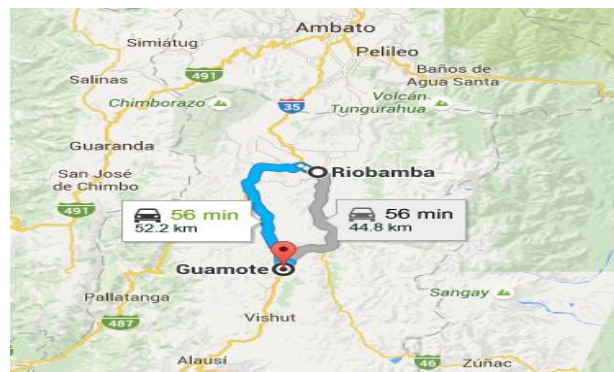 Ambato
Simiátug
Pelileo
Salinas
491
Baños de
Agua Santa
Chimborazo
35
Volcán
Tungurahua
Guaranda
San José
de Chimbo
Riobamba
491
56 min
52.2 km
56 min
44.8 km
Guamote
Pallatanga
Sangay
487
Vishut
Alausí
46
Zúñac